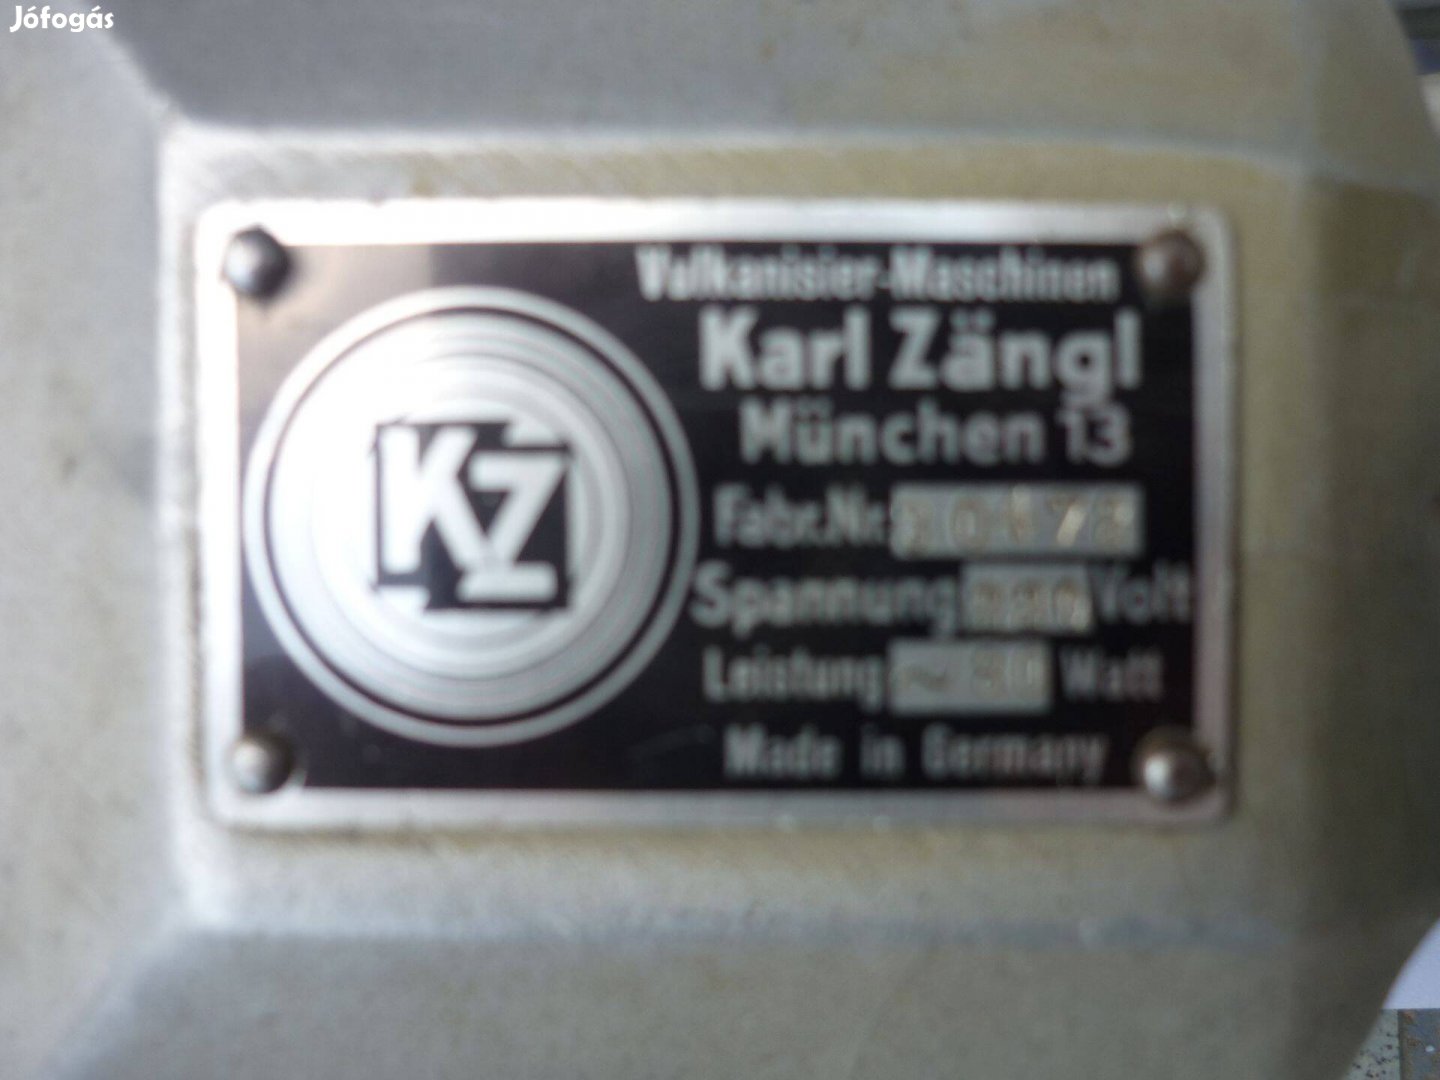 Jófogás
Vulkanisier-Maschinen
Karl Zängl
München 13
KZ
Fabr.Nr.
Spannung Volt
Leistung ~ Watt
Made in Germany